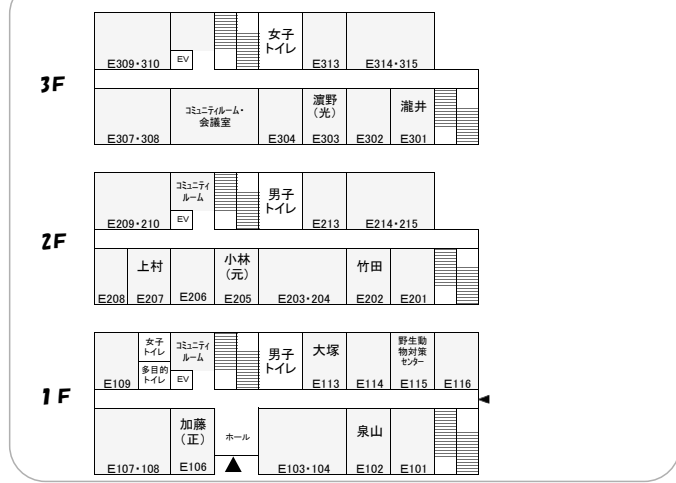 女子
トイレ
EV
E309・310
E313
E314・315
3F
コミュニティルーム・
会議室
濵野
(光)
瀧井
E307・308
E304
E303
E302
E301
コミュニティ
ルーム
男子
トイレ
EV
E209・210
E213
E214・215
2F
上村
小林
(元)
竹田
E208
E207
E206
E205
E203・204
E202
E201
女子
トイレ
多目的
トイレ
コミュニティ
ルーム
EV
男子
トイレ
大塚
野生動
物対策
センター
E109
E113
E114
E115
E116
1F
加藤
(正)
ホール
泉山
E107・108
E106
E103・104
E102
E101